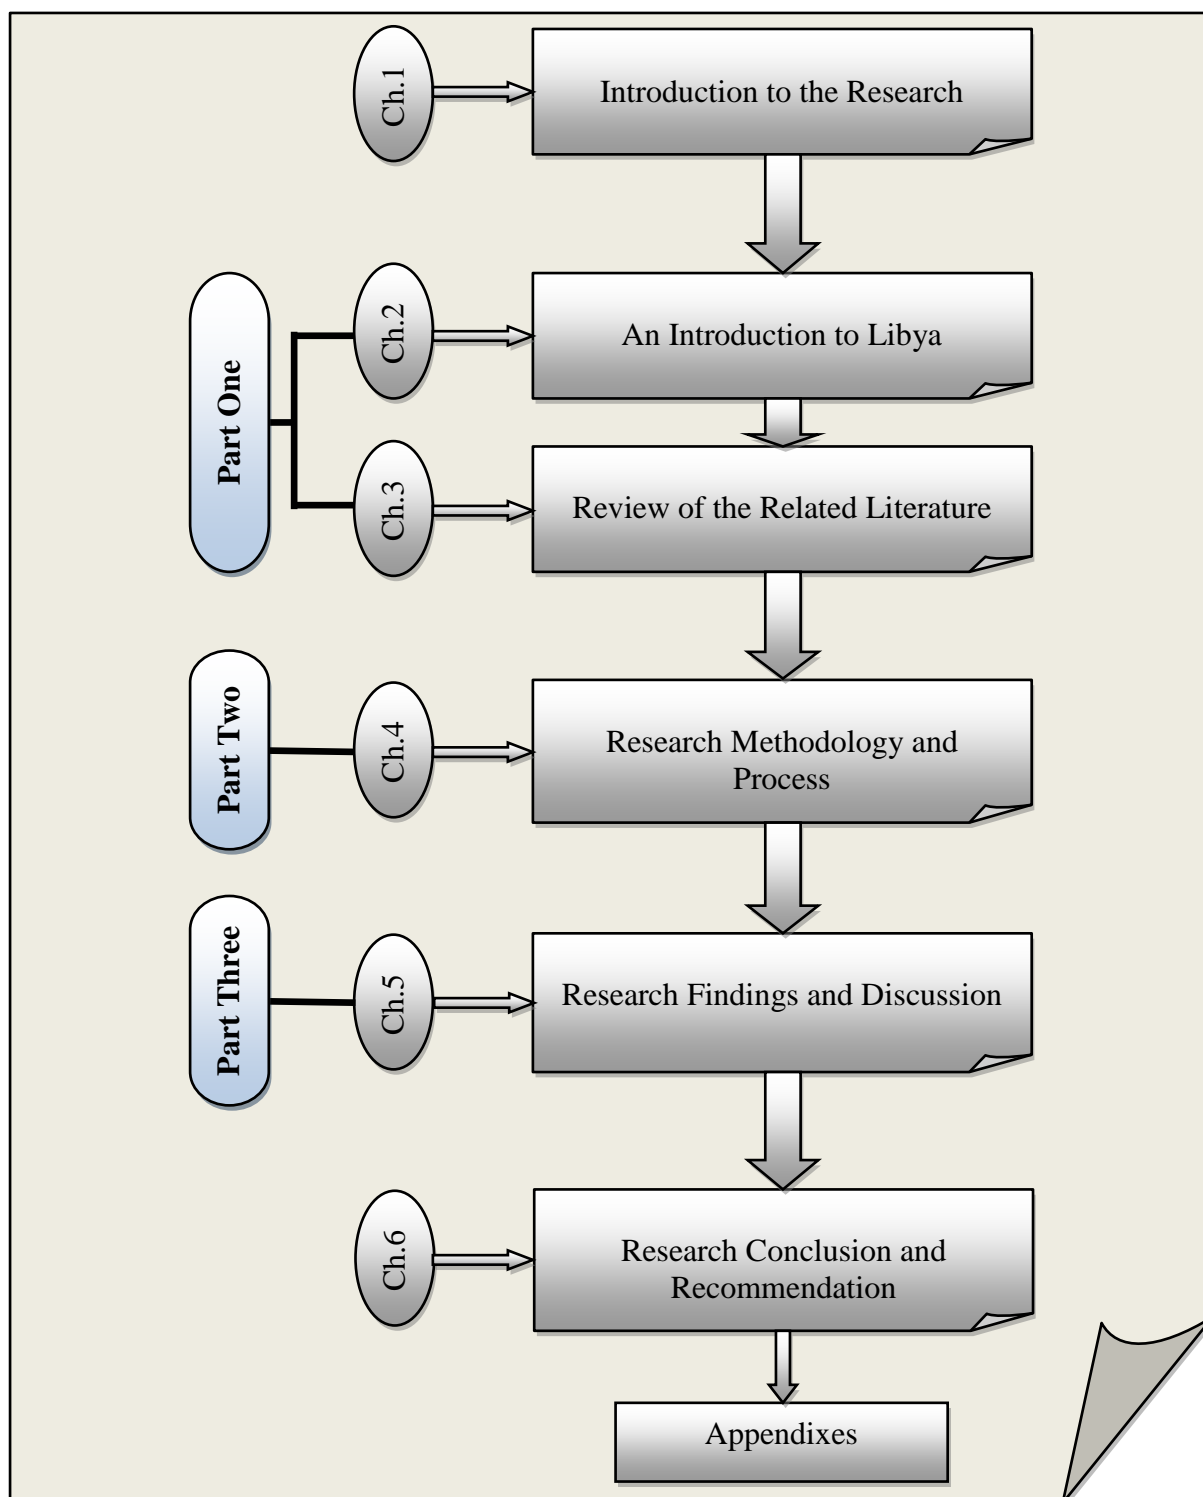 Ch.1
Introduction to the Research
Part One
Ch.2
An Introduction to Libya
Ch.3
Review of the Related Literature
Part Two
Ch.4
Research Methodology and
Process
Part Three
Ch.5
Research Findings and Discussion
Ch.6
Research Conclusion and
Recommendation
Appendixes